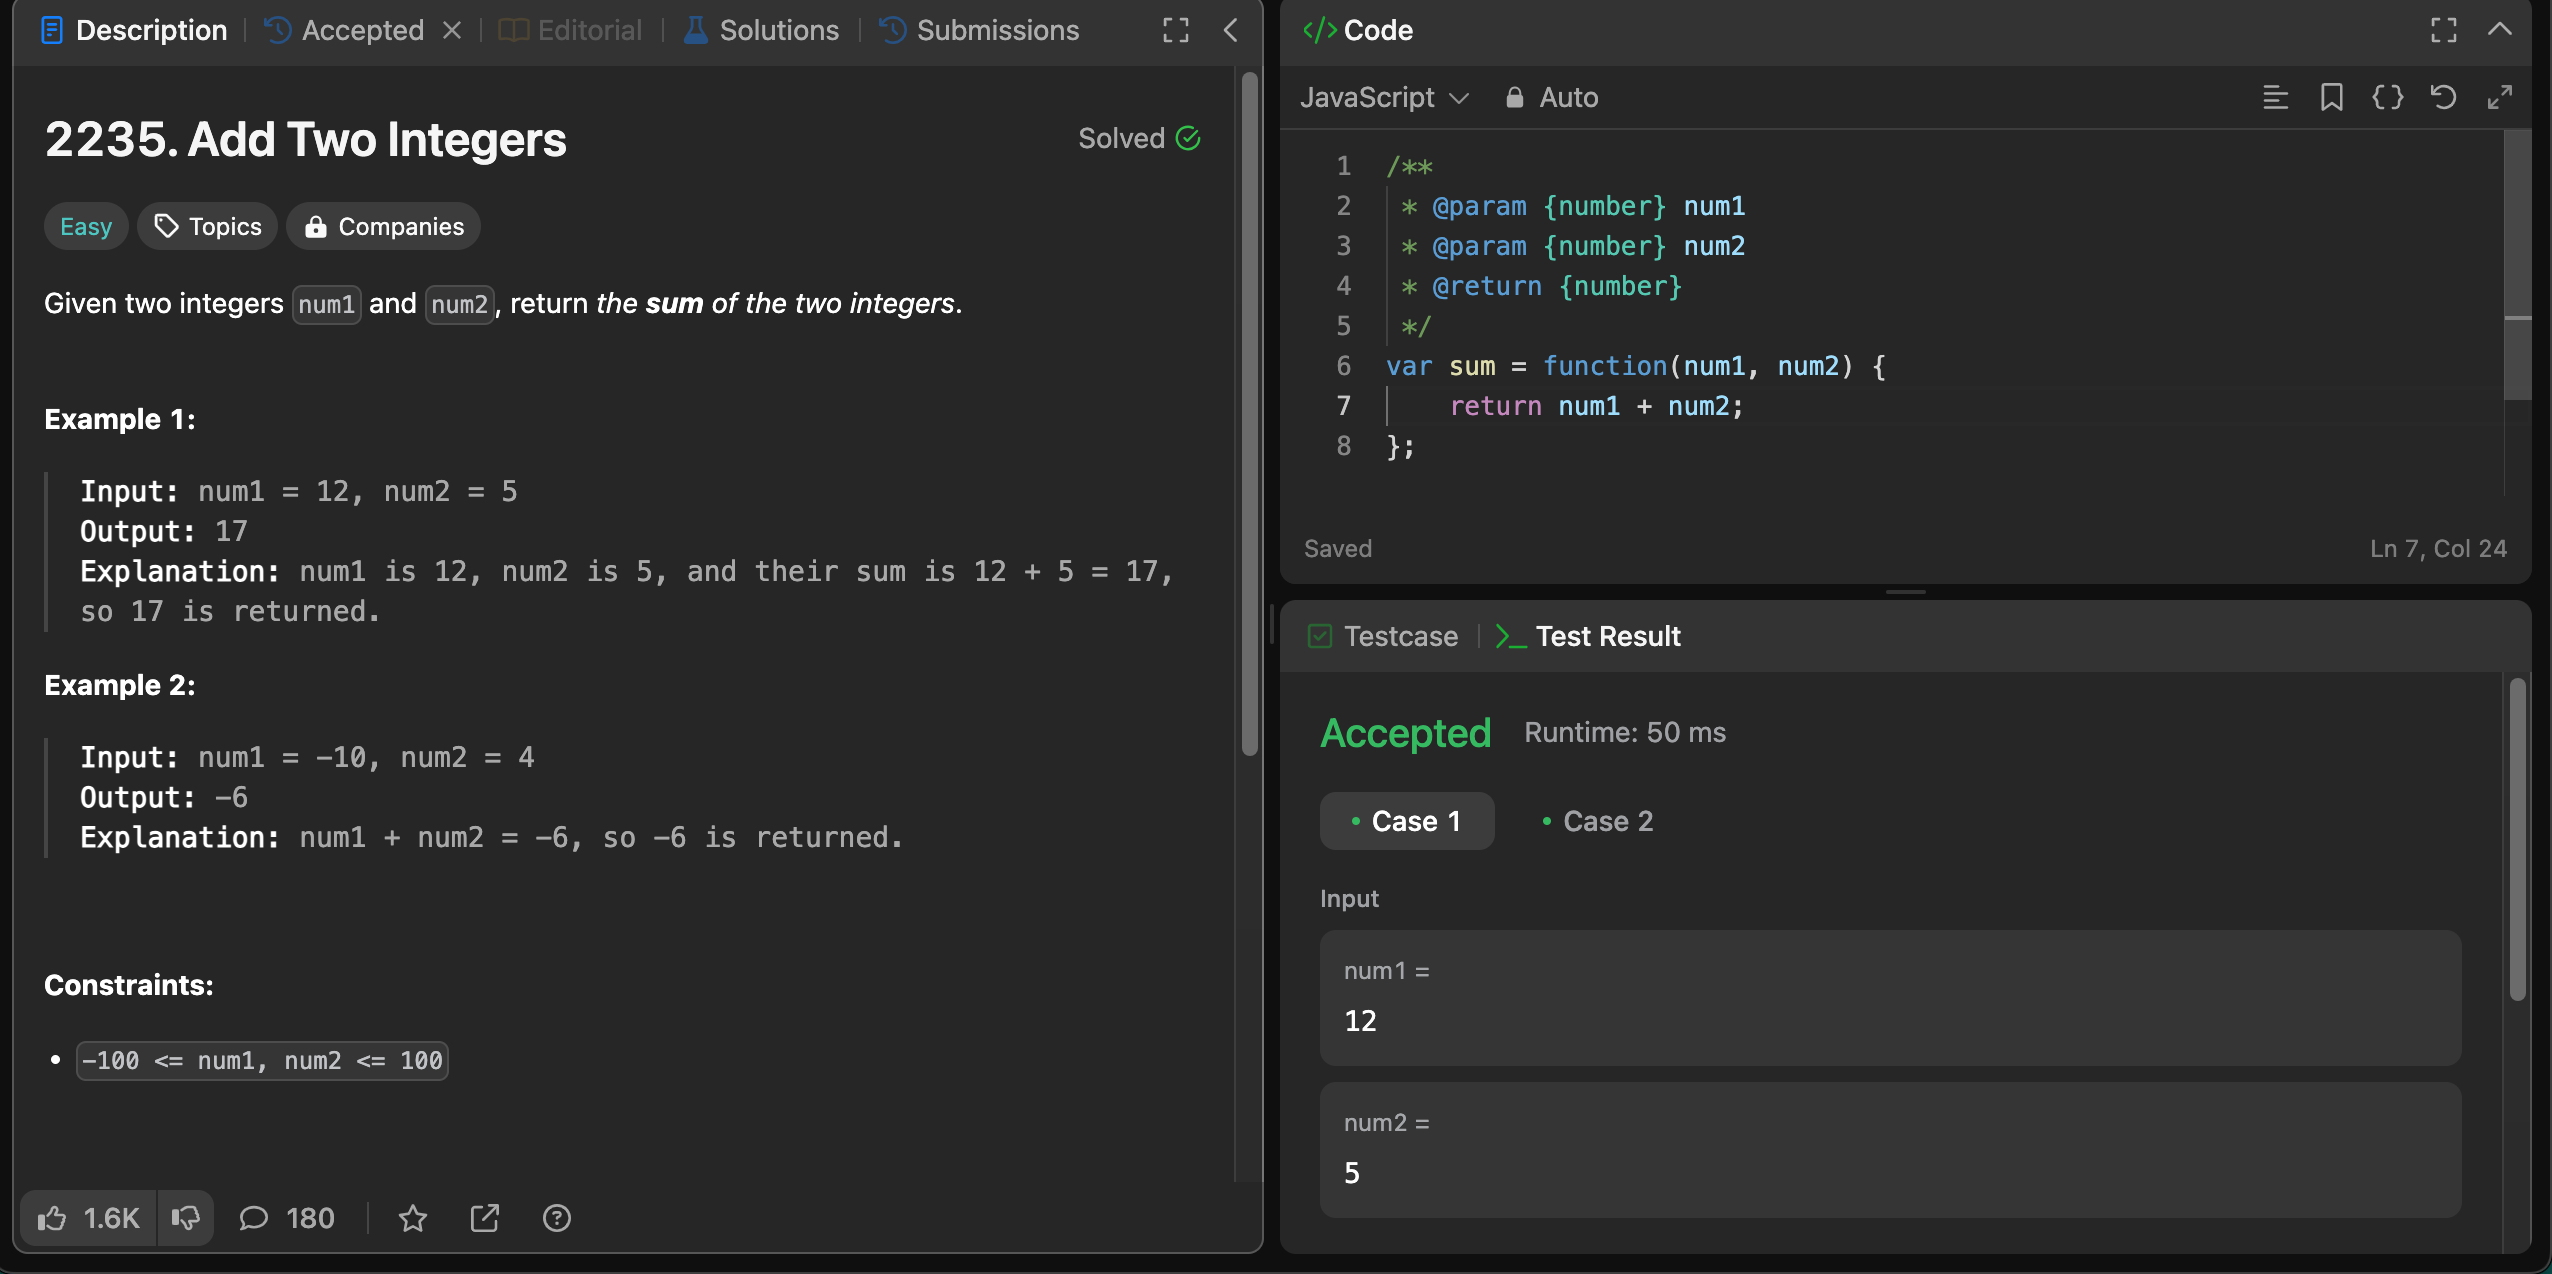 Description
Accepted
Editorial
Solutions
Submissions
2235. Add Two Integers
Solved
Easy
Topics
Companies
Given two integers num1 and num2, return the sum of the two integers.
Example 1:
Input: num1 = 12, num2 = 5
Output: 17
Explanation: num1 is 12, num2 is 5, and their sum is 12 + 5 = 17,
so 17 is returned.
Example 2:
Input: num1 = -10, num2 = 4
Output: -6
Explanation: num1 + num2 = -6, so -6 is returned.
Constraints:
-100 <= num1, num2 <= 100
1.6K
180
</> Code
JavaScript
Auto
1 /**
2 * @param {number} num1
3 * @param {number} num2
4 * @return {number}
5 */
6 var sum = function(num1, num2) {
7 return num1 + num2;
8 };
Saved
Ln 7, Col 24
Testcase
Test Result
Accepted
Runtime: 50 ms
Case 1
Case 2
Input
num1 =
12
num2 =
5